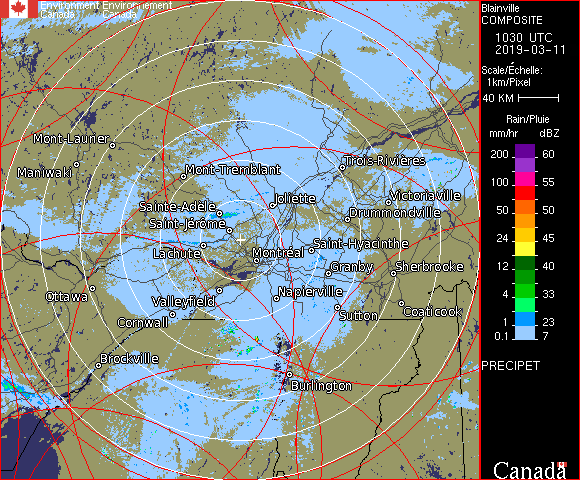 Environment Environnement
Canada Canada
Mont-Laurier
Maniwaki
Mont-Tremblant
Trois-Rivières
Sainte-Adèle
Joliette
Victoriaville
Saint-Jérôme
Drummondville
Lachute
Montréal
Saint-Hyacinthe
Granby
Sherbrooke
Ottawa
Valleyfield
Napierville
Coaticook
Cornwall
Sutton
Brockville
Burlington
Blainville
COMPOSITE
1030 UTC
2019-03-11
Scale/Échelle:
1km/Pixel
40 KM
Rain/Pluie
mm/hr dBZ
200 60
100 55
50 50
24 45
12 40
4 33
1 23
0.1 7
PRECIPET
Canada